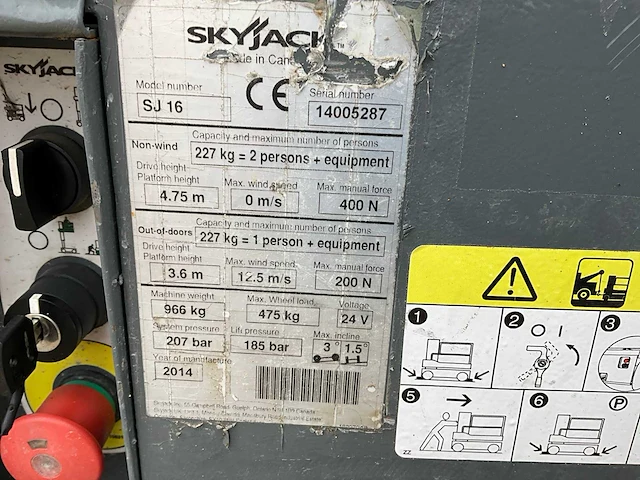 SKYJACK
SKYJACK
Made in Can
Model number
SJ 16
CE
Serial number
14005287
Non-wind
Capacity and maximum number of persons
227 kg = 2 persons + equipment
Drive height
Platform height
4.75 m
Max. wind speed
0 m/s
Max. manual force
400 N
Out-of-doors
Capacity and maximum number of persons
227 kg = 1 person + equipment
Drive height
Platform height
3.6 m
Max. wind speed
12.5 m/s
Max. manual force
200 N
Machine weight
966 kg
Max. Wheel load
475 kg
Voltage
24 V
System pressure
207 bar
Lift pressure
185 bar
Max. incline
3° 1.5°
Year of manufacture
2014
1
2
O I
3
5
6
P
zz